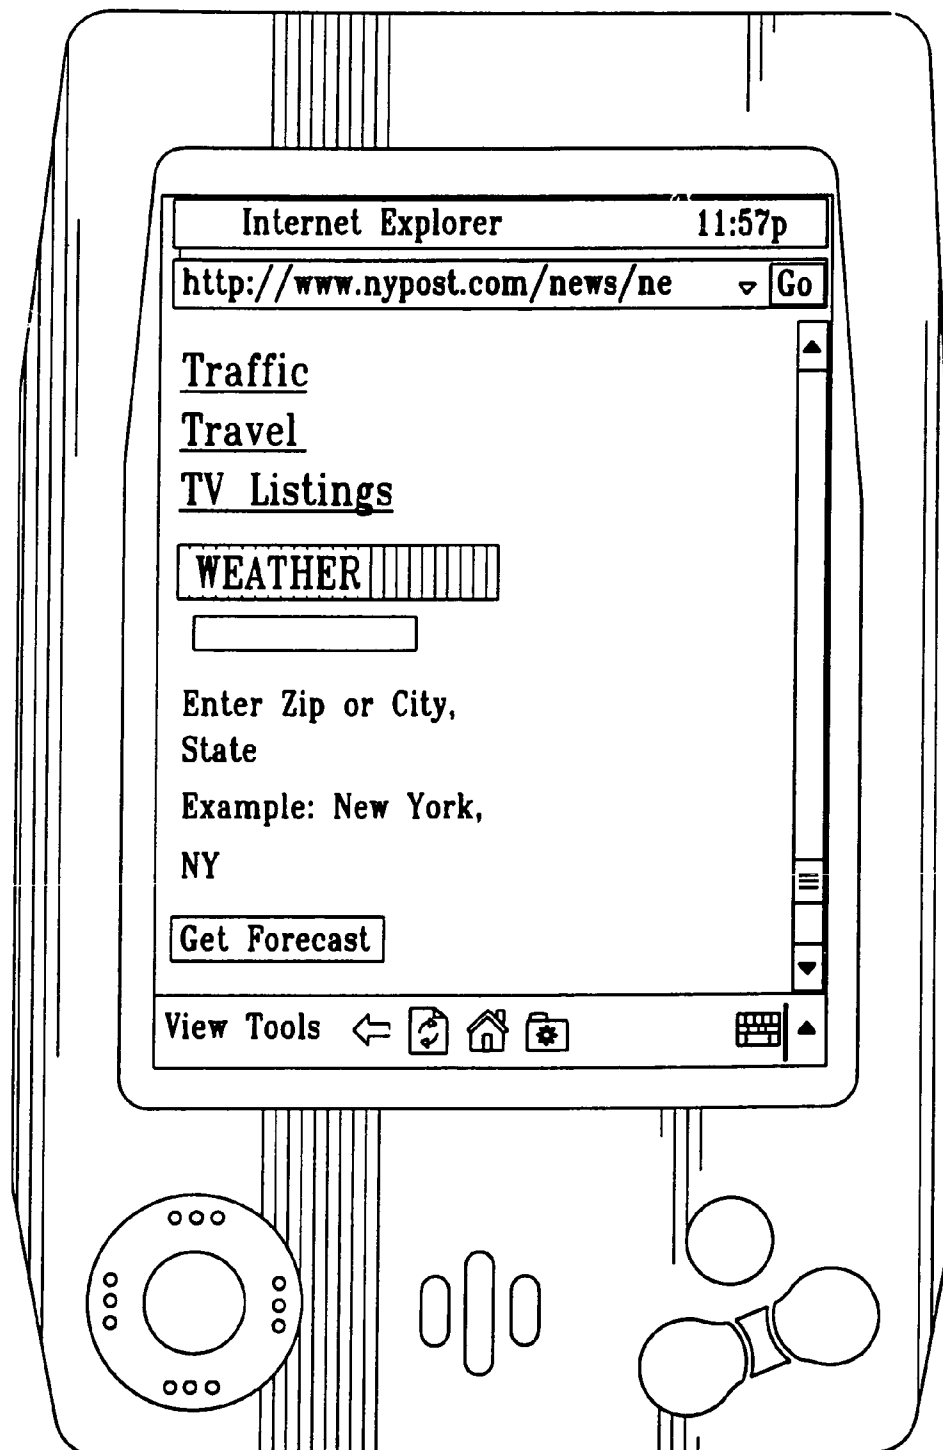 Internet Explorer 11:57p
http://www.nypost.com/news/ne Go
Traffic
Travel
TV Listings
WEATHER
Enter Zip or City,
State
Example: New York,
NY
Get Forecast
View Tools